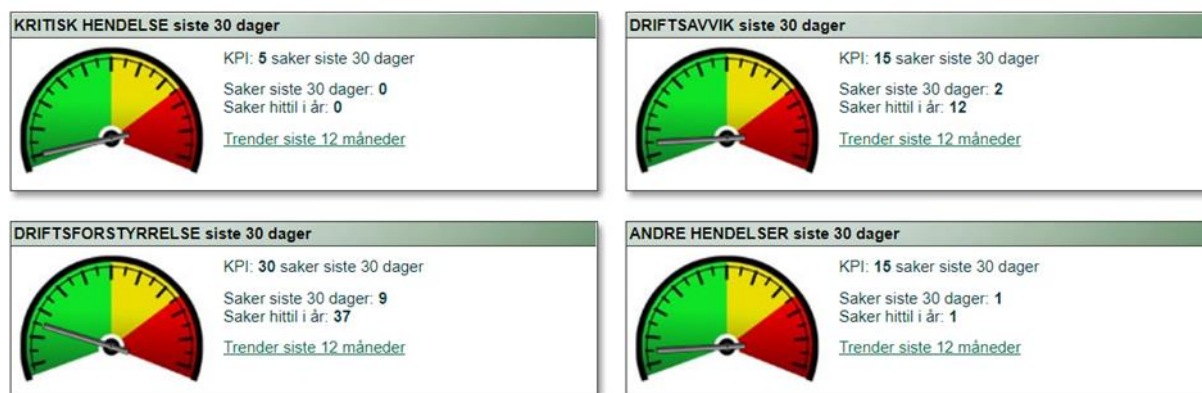 KRITISK HENDELSE siste 30 dager
KPI: 5 saker siste 30 dager
Saker siste 30 dager: 0
Saker hittil i år: 0
Trender siste 12 måneder
DRIFTSAVVIK siste 30 dager
KPI: 15 saker siste 30 dager
Saker siste 30 dager: 2
Saker hittil i år: 12
Trender siste 12 måneder
DRIFTSFORSTYRRELSE siste 30 dager
KPI: 30 saker siste 30 dager
Saker siste 30 dager: 9
Saker hittil i år: 37
Trender siste 12 måneder
ANDRE HENDELSER siste 30 dager
KPI: 15 saker siste 30 dager
Saker siste 30 dager: 1
Saker hittil i år: 1
Trender siste 12 måneder